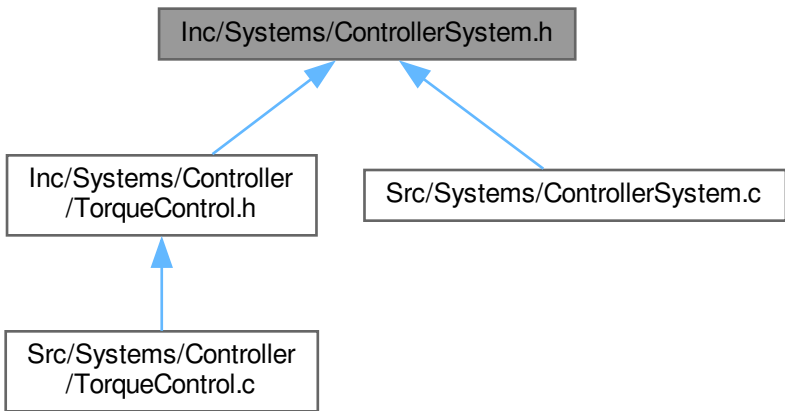 Inc/Systems/ControllerSystem.h
Inc/Systems/Controller
/TorqueControl.h
Src/Systems/ControllerSystem.c
Src/Systems/Controller
/TorqueControl.c